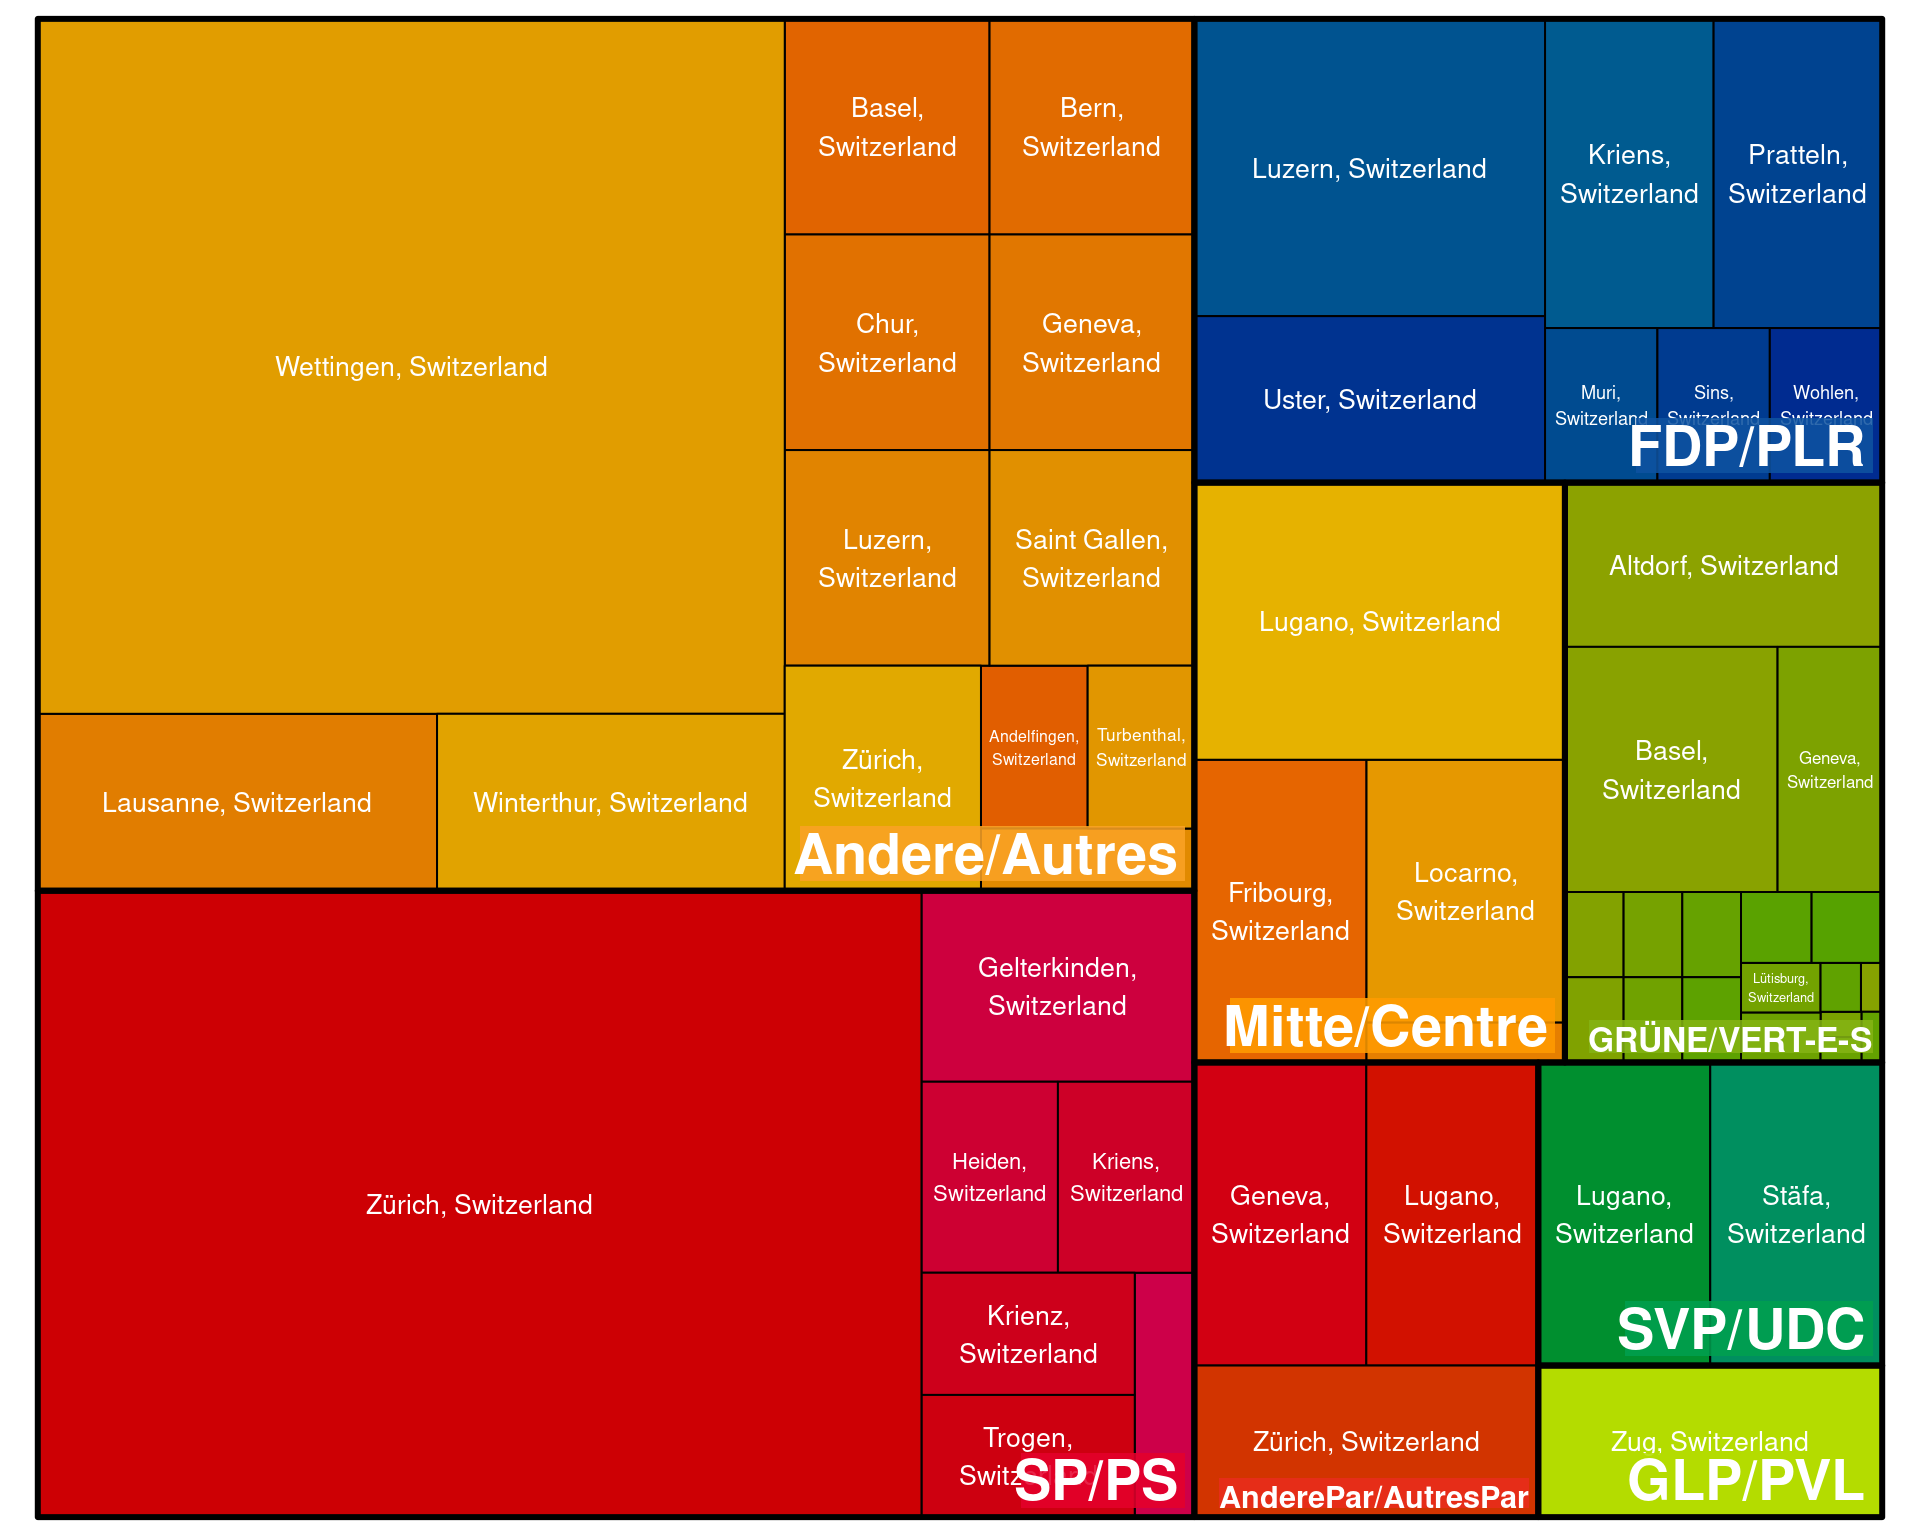 Wettingen, Switzerland
Basel,
Switzerland
Bern,
Switzerland
Chur,
Switzerland
Geneva,
Switzerland
Luzern,
Switzerland
Saint Gallen,
Switzerland
Lausanne, Switzerland
Winterthur, Switzerland
Zürich,
Switzerland
Andelfingen,
Switzerland
Turbenthal,
Switzerland
Andere/Autres
Luzern, Switzerland
Kriens,
Switzerland
Pratteln,
Switzerland
Uster, Switzerland
Muri,
Switzerland
Sins,
Switzerland
Wohlen,
Switzerland
FDP/PLR
Lugano, Switzerland
Fribourg,
Switzerland
Locarno,
Switzerland
Mitte/Centre
Altdorf, Switzerland
Basel,
Switzerland
Geneva,
Switzerland
Lütisburg,
Switzerland
GRÜNE/VERT-E-S
Zürich, Switzerland
Gelterkinden,
Switzerland
Heiden,
Switzerland
Kriens,
Switzerland
Krienz,
Switzerland
Trogen,
Switzerland
SP/PS
Geneva,
Switzerland
Lugano,
Switzerland
Zürich, Switzerland
AnderePar/AutresPar
Lugano,
Switzerland
Stäfa,
Switzerland
SVP/UDC
Zug, Switzerland
GLP/PVL